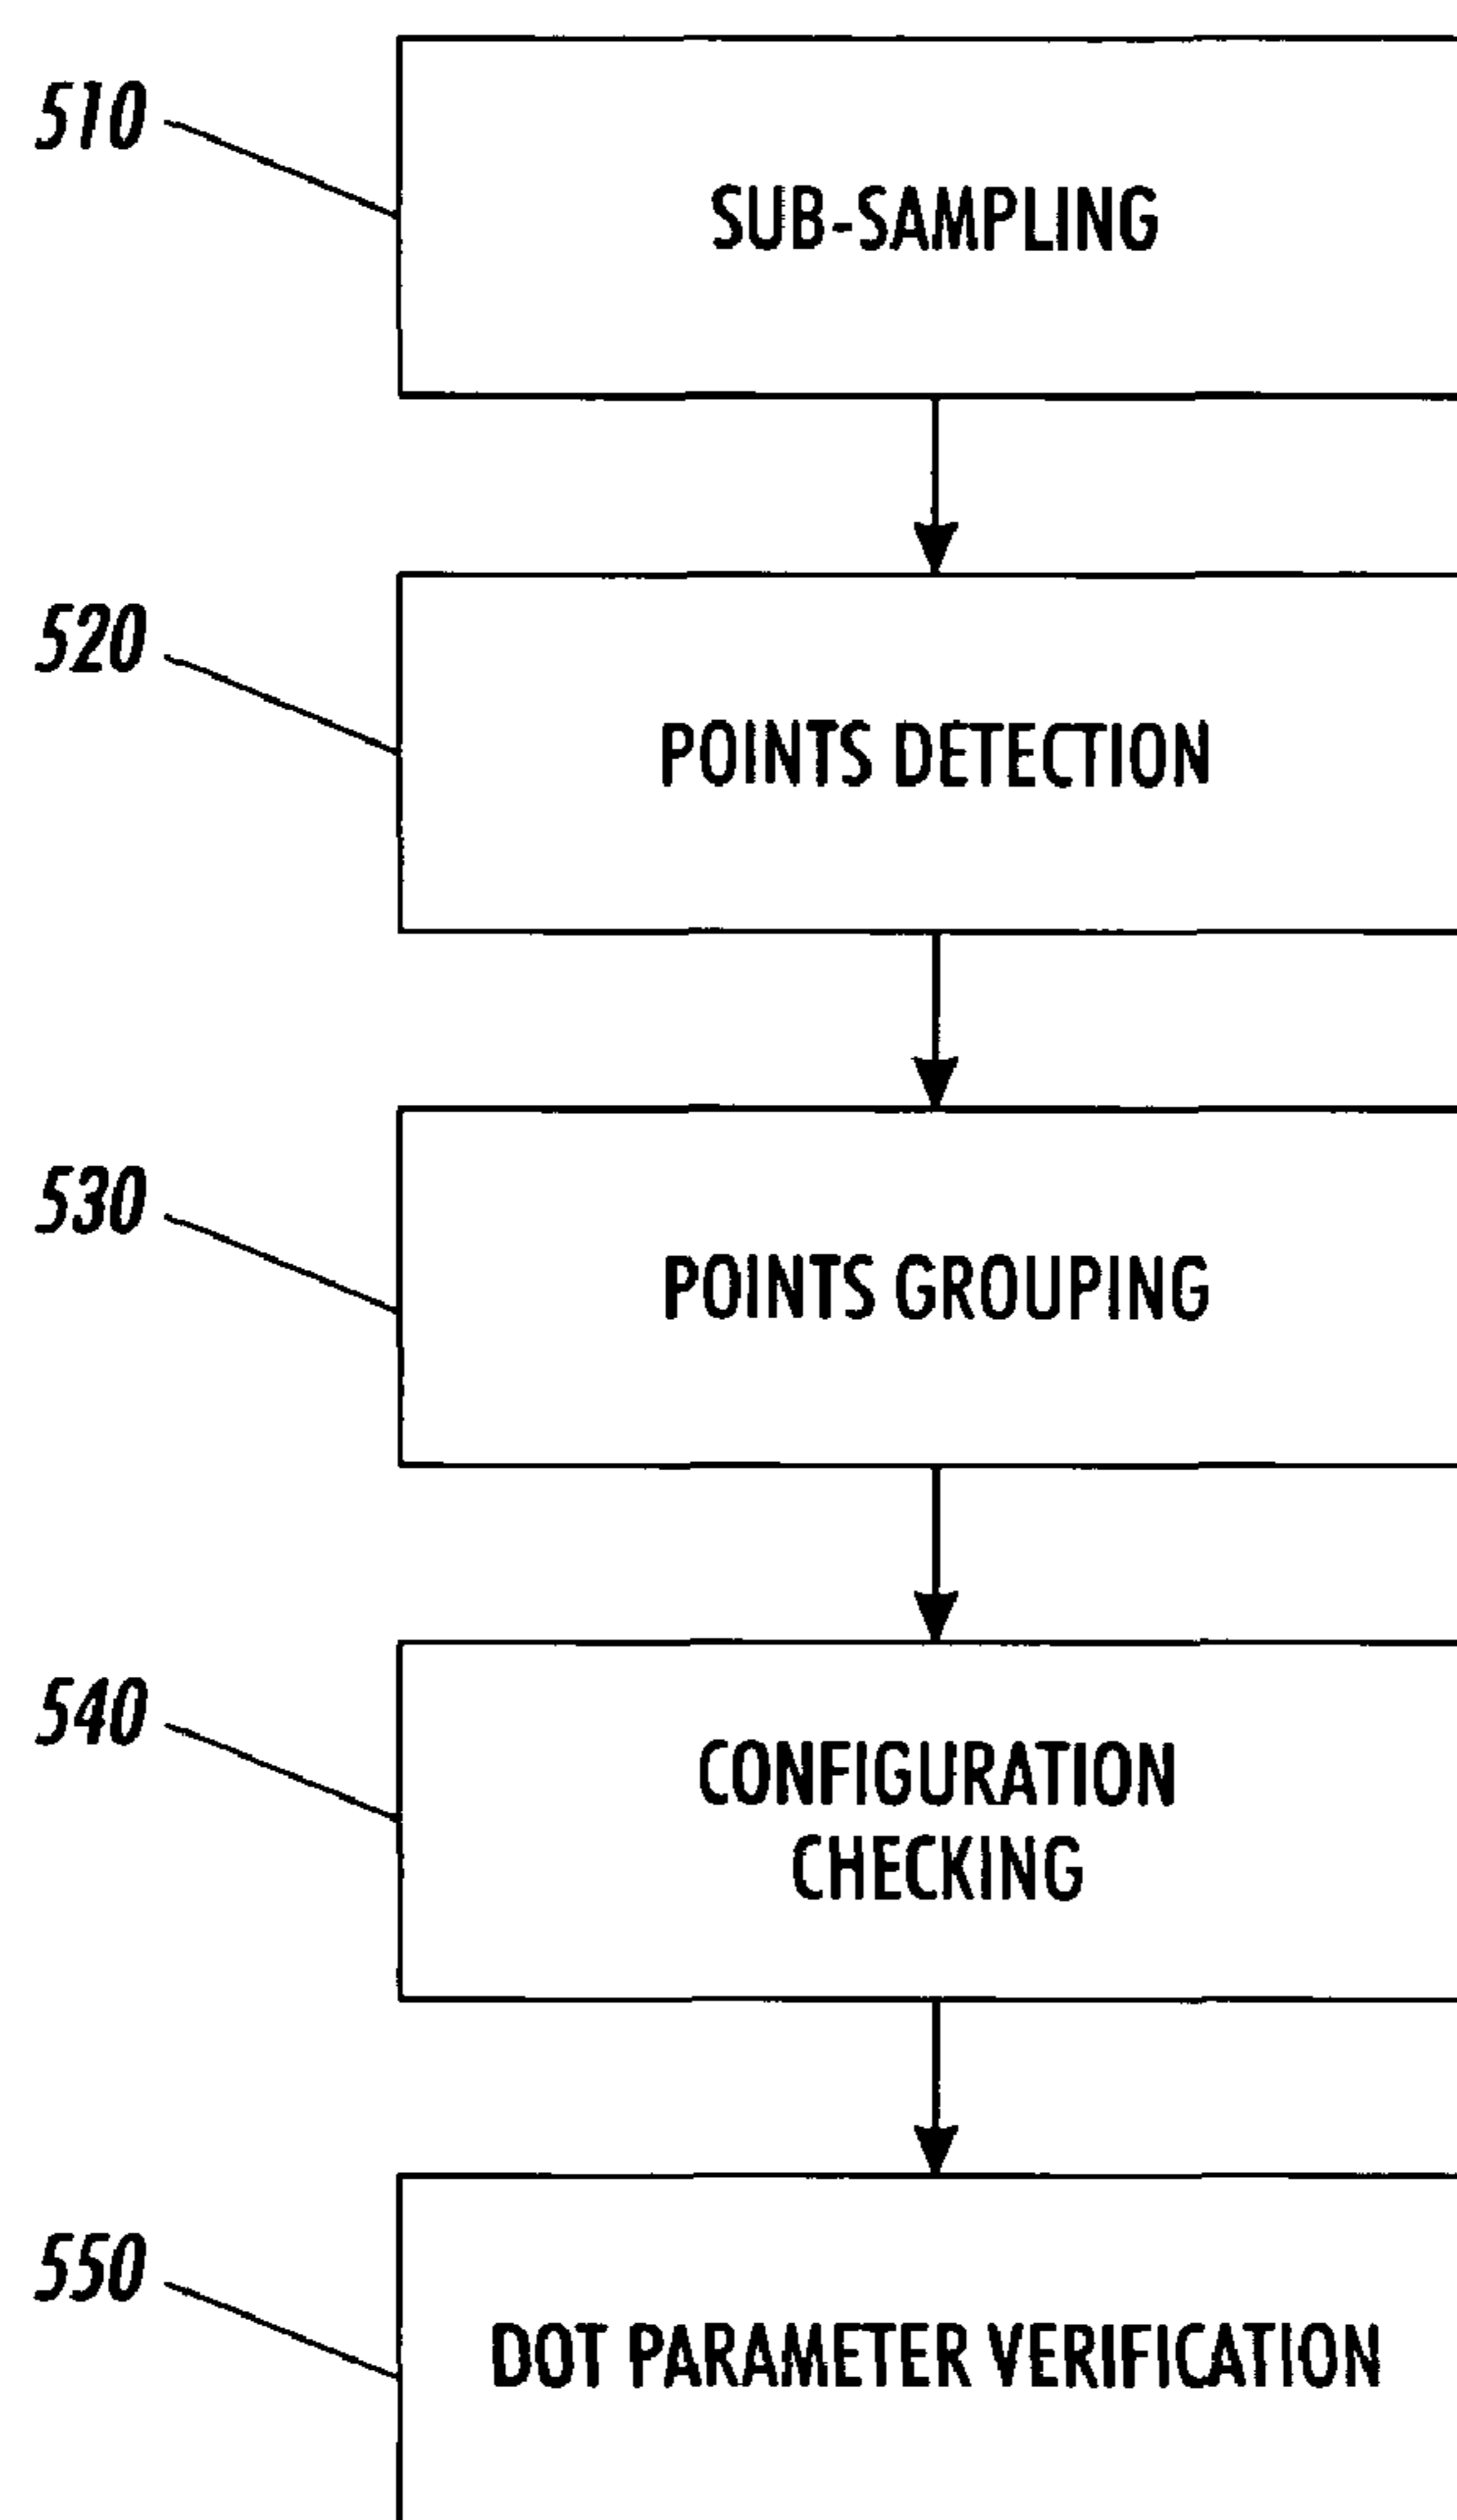 510
SUB-SAMPLING
520
POINTS DETECTION
530
POINTS GROUPING
540
CONFIGURATION
CHECKING
550
DOT PARAMETER VERIFICATION